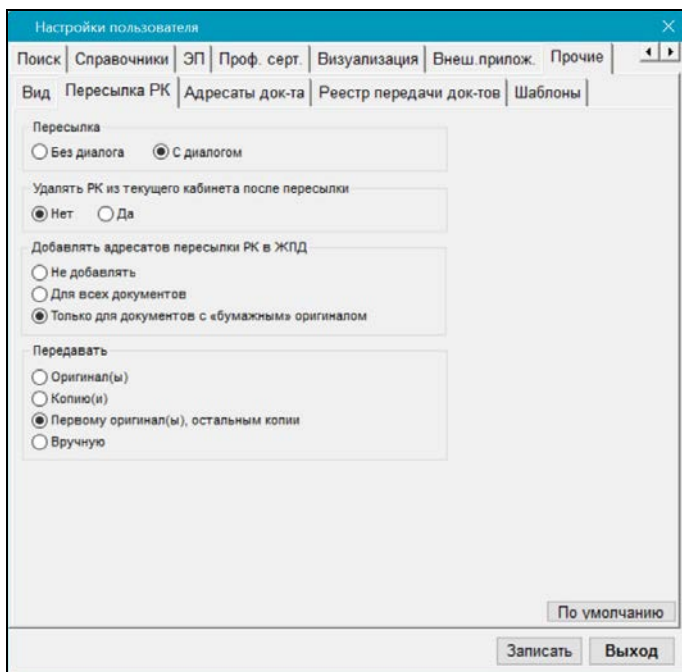 Настройки пользователя
Поиск Справочники ЭП Проф. серт. Визуализация Внеш.прилож. Прочие
Вид Пересылка РК Адресаты док-та Реестр передачи док-тов Шаблоны
Пересылка
Без диалога С диалогом
Удалять РК из текущего кабинета после пересылки
Нет Да
Добавлять адресатов пересылки РК в ЖПД
Не добавлять
Для всех документов
Только для документов с «бумажным» оригиналом
Передавать
Оригинал(ы)
Копию(и)
Первому оригинал(ы), остальным копии
Вручную
По умолчанию
Записать Выход